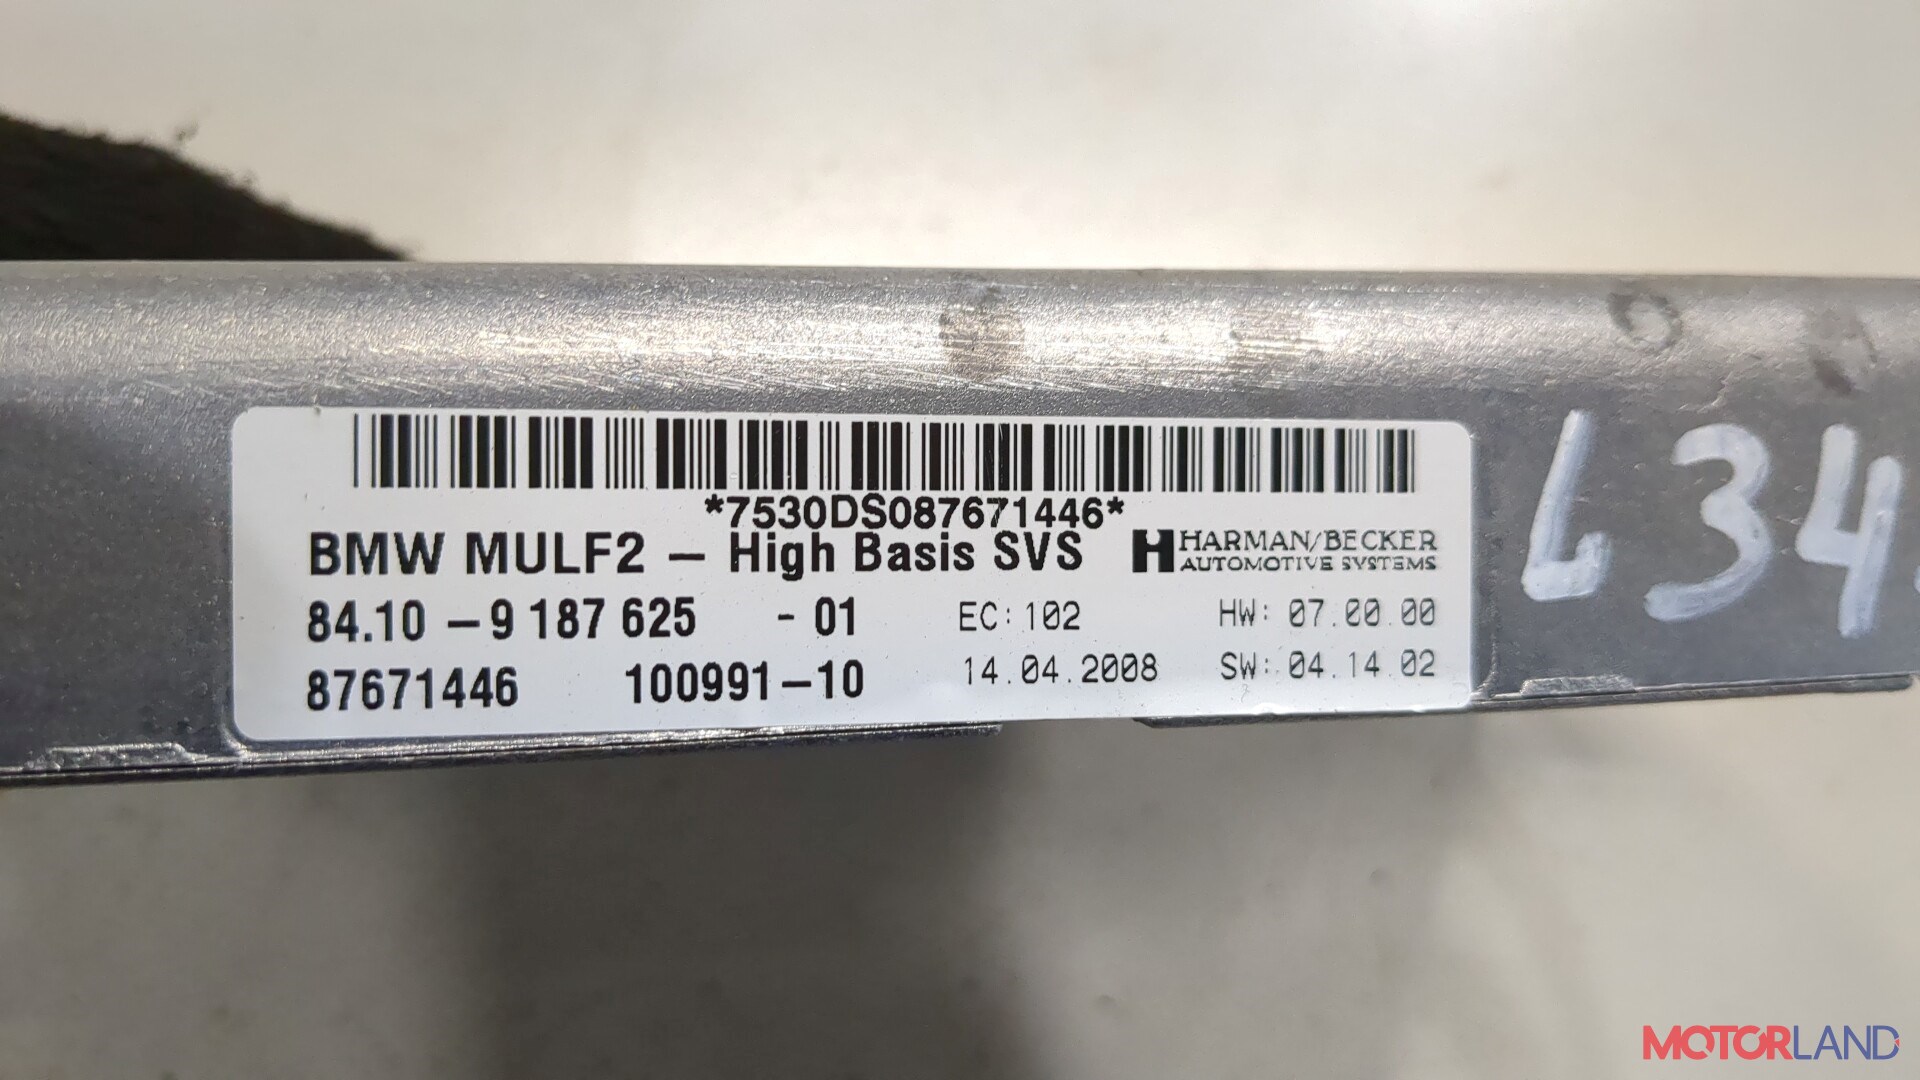 *7530DS087671446*
BMW MULF2 – High Basis SVS
HARMAN/BECKER
AUTOMOTIVE SYSTEMS
84.10 –9 187 625 - 01 EC: 102 HW: 07.00.00
87671446 100991–10 14.04.2008 SW: 04.14.02
L34
MOTORLAND